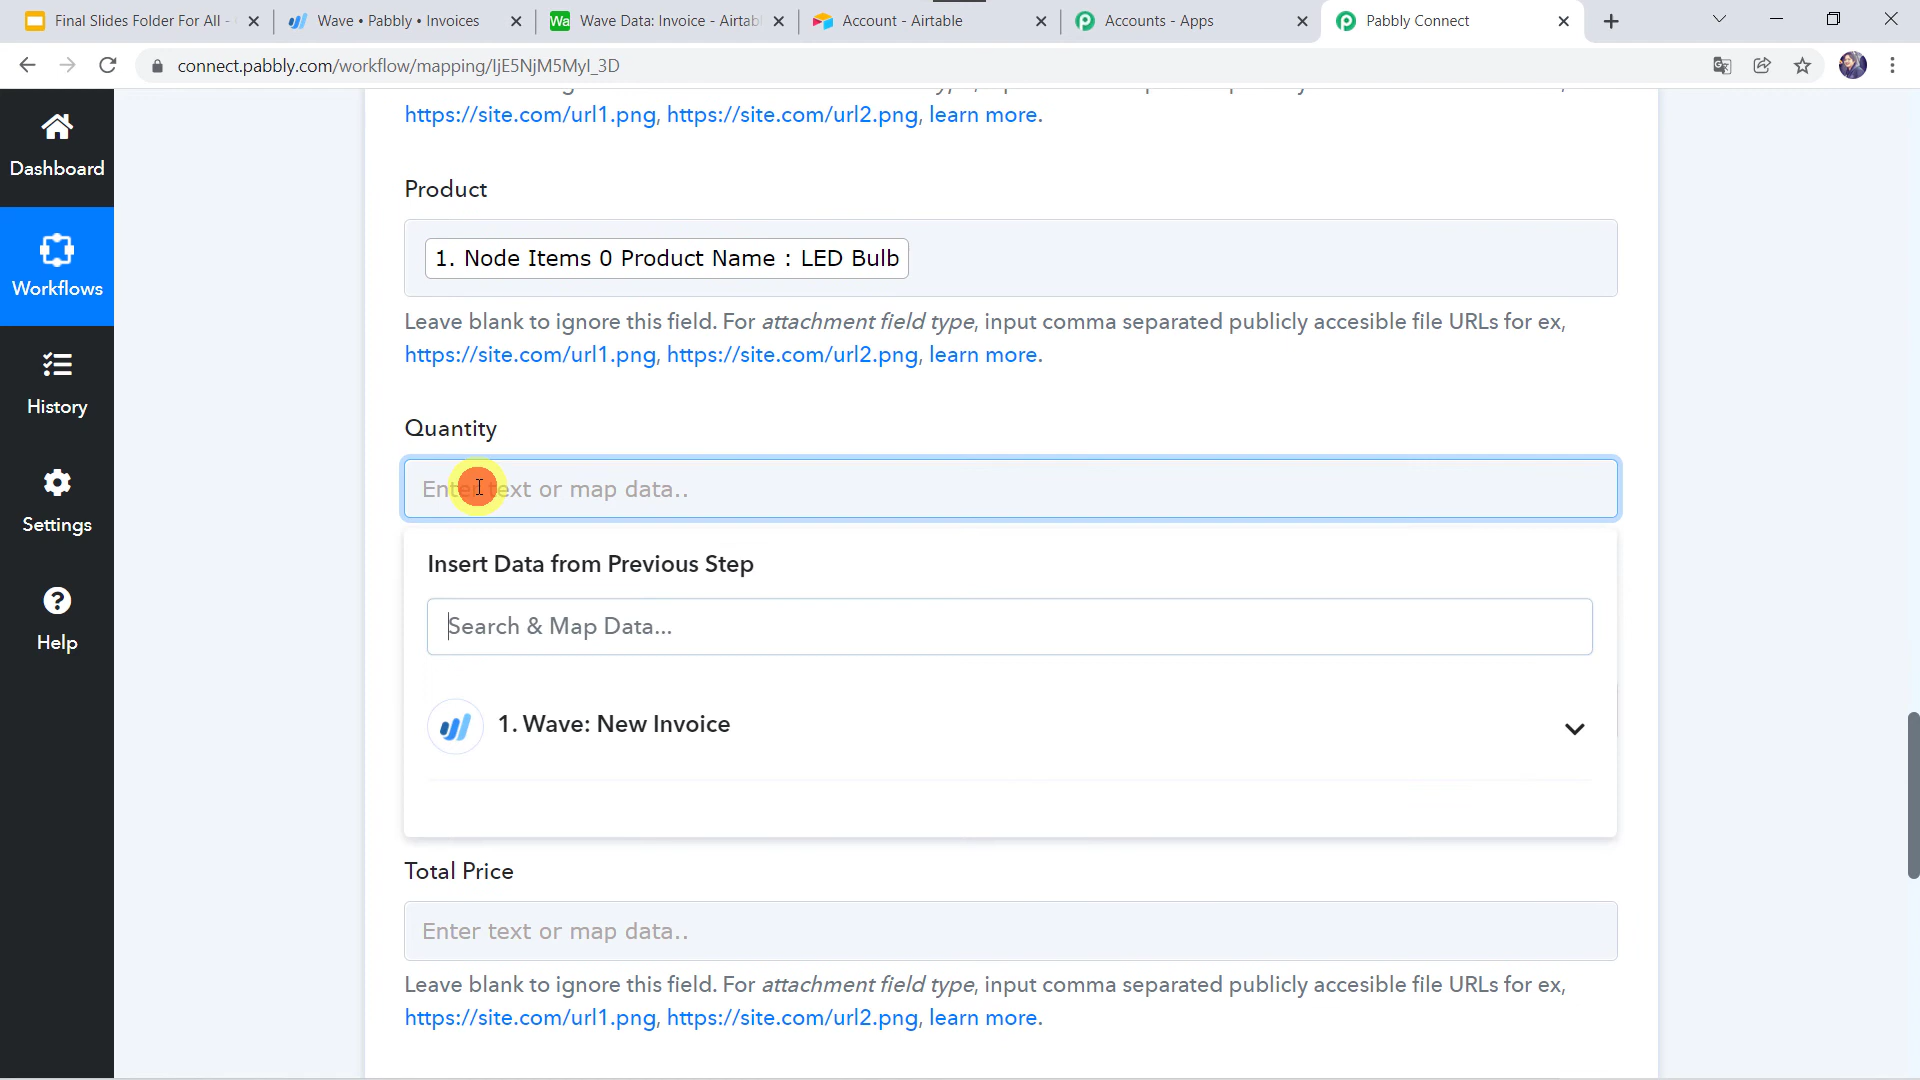 Final Slides Folder For All -
Wave • Pabbly • Invoices
Wa
Wave Data: Invoice - Airtabl
Account - Airtable
Accounts - Apps
Pabbly Connect
connect.pabbly.com/workflow/mapping/IjE5NjM5MyI_3D
Dashboard
Workflows
History
Settings
Help
https://site.com/url1.png, https://site.com/url2.png, learn more.
Product
1. Node Items 0 Product Name : LED Bulb
Leave blank to ignore this field. For attachment field type, input comma separated publicly accesible file URLs for ex,
https://site.com/url1.png, https://site.com/url2.png, learn more.
Quantity
Enter text or map data..
Insert Data from Previous Step
Search & Map Data...
1. Wave: New Invoice
Total Price
Enter text or map data..
Leave blank to ignore this field. For attachment field type, input comma separated publicly accesible file URLs for ex,
https://site.com/url1.png, https://site.com/url2.png, learn more.